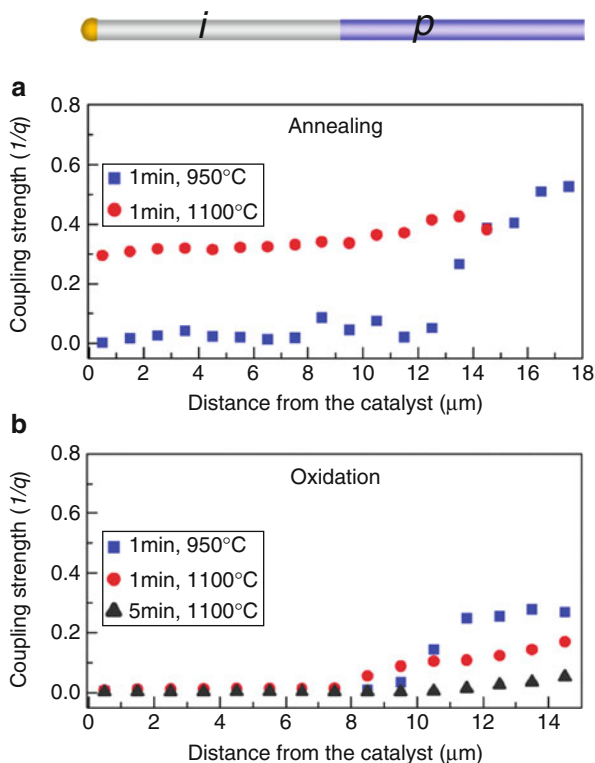 i p
a
Annealing
1min, 950°C
1min, 1100°C
Coupling strength (1/q)
0.8
0.6
0.4
0.2
0.0
0 2 4 6 8 10 12 14 16 18
Distance from the catalyst (μm)
b
Oxidation
1min, 950°C
1min, 1100°C
5min, 1100°C
Coupling strength (1/q)
0.8
0.6
0.4
0.2
0.0
0 2 4 6 8 10 12 14
Distance from the catalyst (μm)